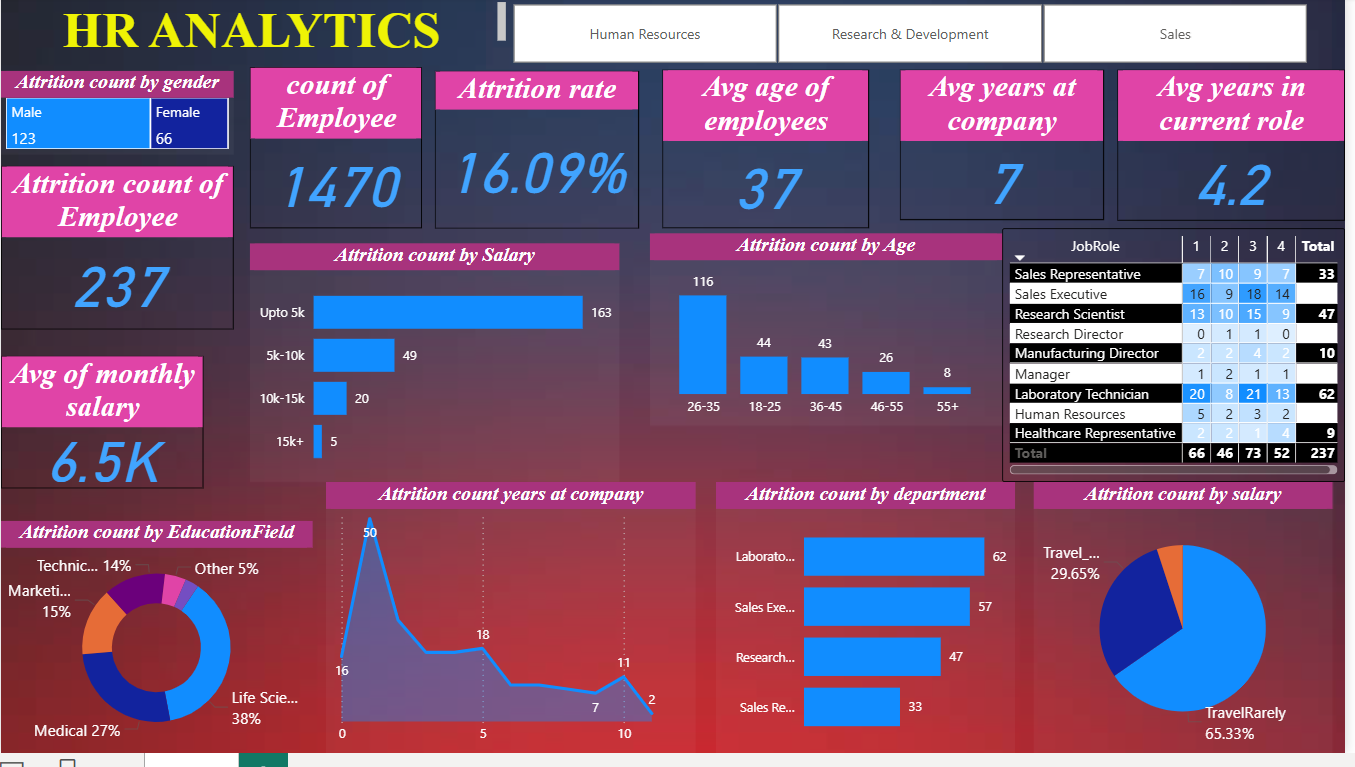 HR ANALYTICS
Human Resources
Research & Development
Sales
Attrition count by gender
Male
123
Female
66
count of
Employee
1470
Attrition rate
16.09%
Avg age of
employees
37
Avg years at
company
7
Avg years in
current role
4.2
Attrition count of
Employee
237
Avg of monthly
salary
6.5K
Attrition count by Salary
Upto 5k 163
5k-10k 49
10k-15k 20
15k+ 5
Attrition count by Age
116
44
43
26
8
26-35 18-25 36-45 46-55 55+
JobRole 1 2 3 4 Total
Sales Representative 7 10 9 7 33
Sales Executive 16 9 18 14
Research Scientist 13 10 15 9 47
Research Director 0 1 1 0
Manufacturing Director 2 2 4 2 10
Manager 1 2 1 1
Laboratory Technician 20 8 21 13 62
Human Resources 5 2 3 2
Healthcare Representative 2 2 1 4 9
Total 66 46 73 52 237
Attrition count by EducationField
Technic... 14%
Other 5%
Marketi...
15%
Life Scie...
38%
Medical 27%
Attrition count years at company
50
16
18
7
11
2
0 5 10
Attrition count by department
Laborato... 62
Sales Exe... 57
Research... 47
Sales Re... 33
Attrition count by salary
Travel_...
29.65%
TravelRarely
65.33%